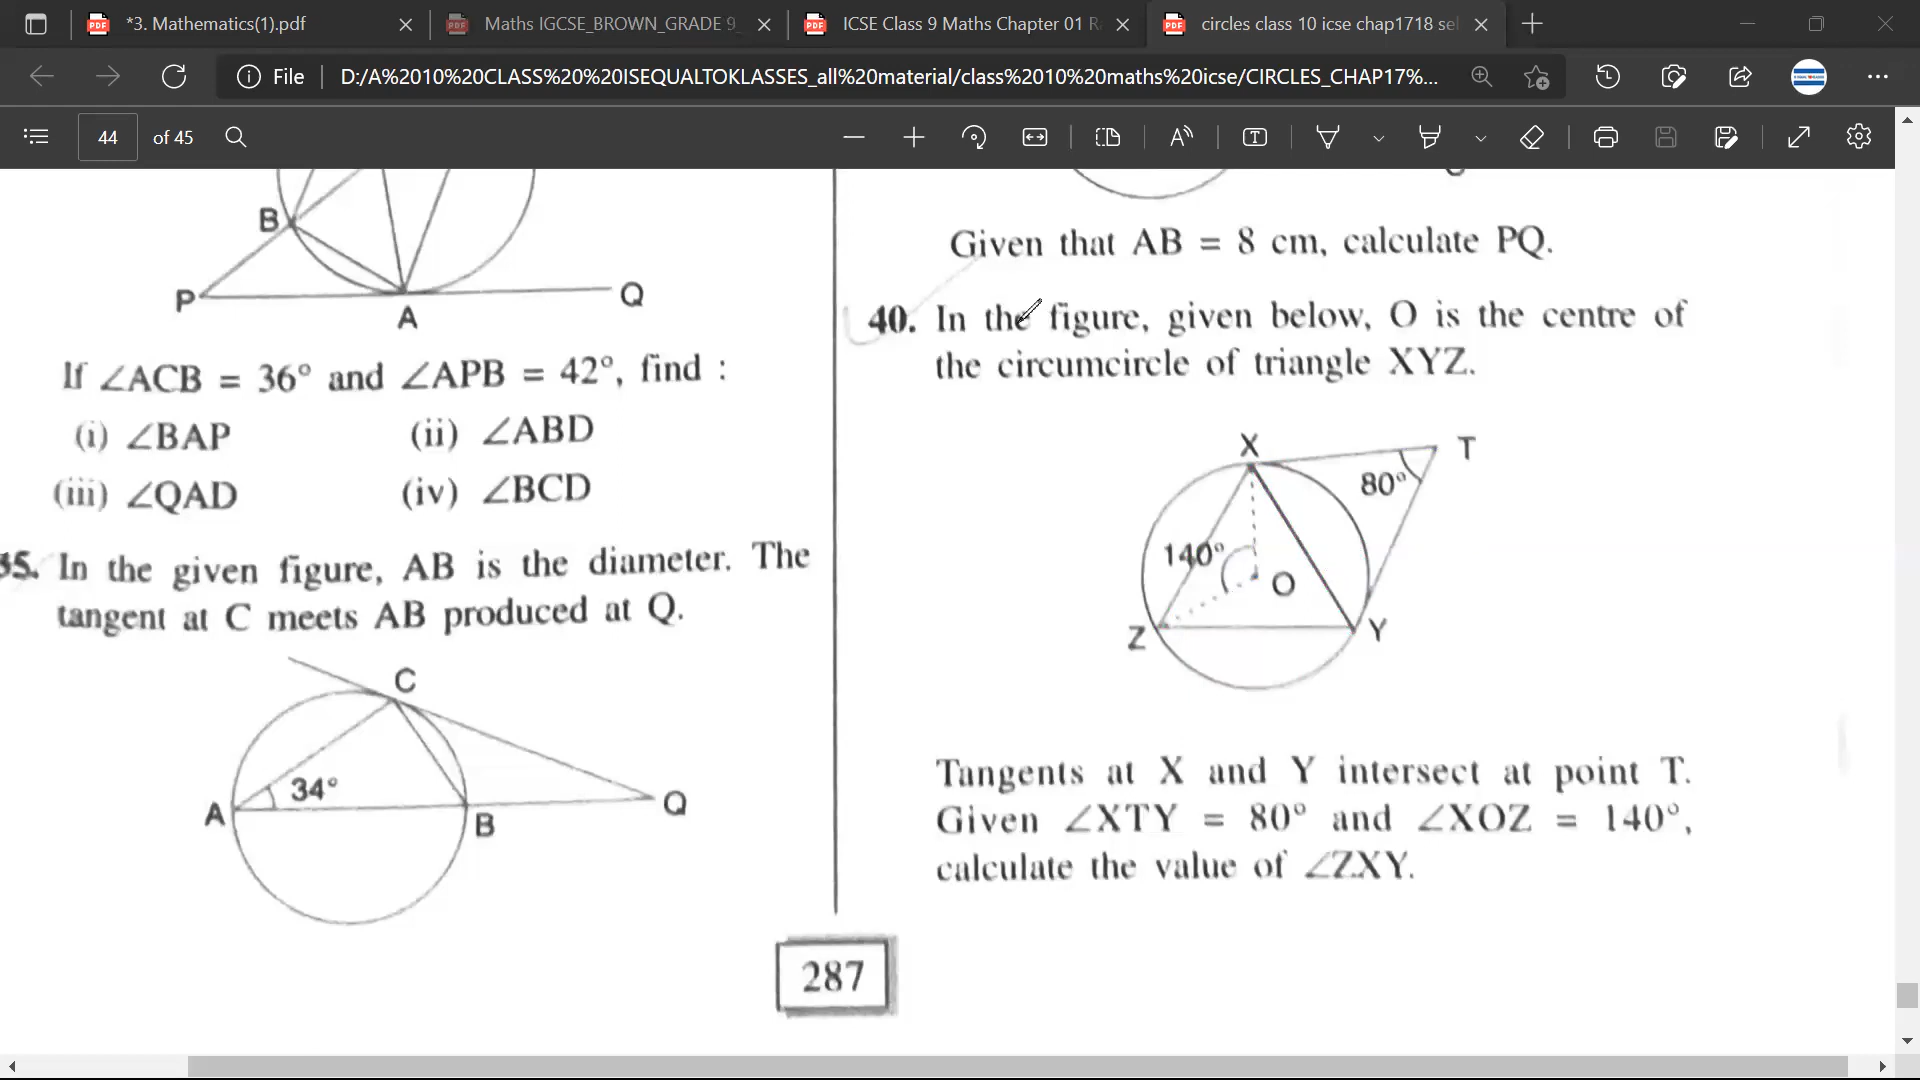 *3. Mathematics(1).pdf
Maths IGCSE_BROWN_GRADE 9_
ICSE Class 9 Maths Chapter 01 R
circles class 10 icse chap1718 sel
File
D:/A%2010%20CLASS%20%20ISEQUALTOKLASSES_all%20material/class%2010%20maths%20icse/CIRCLES_CHAP17%...
44
of 45
B
P
A
Q
If ∠ACB = 36° and ∠APB = 42°, find :
(i) ∠BAP
(ii) ∠ABD
(iii) ∠QAD
(iv) ∠BCD
35. In the given figure, AB is the diameter. The
tangent at C meets AB produced at Q.
C
34°
A
B
Q
287
Given that AB = 8 cm, calculate PQ.
40. In the figure, given below, O is the centre of
the circumcircle of triangle XYZ.
X
T
80°
140°
O
Z
Y
Tangents at X and Y intersect at point T.
Given ∠XTY = 80° and ∠XOZ = 140°,
calculate the value of ∠ZXY.